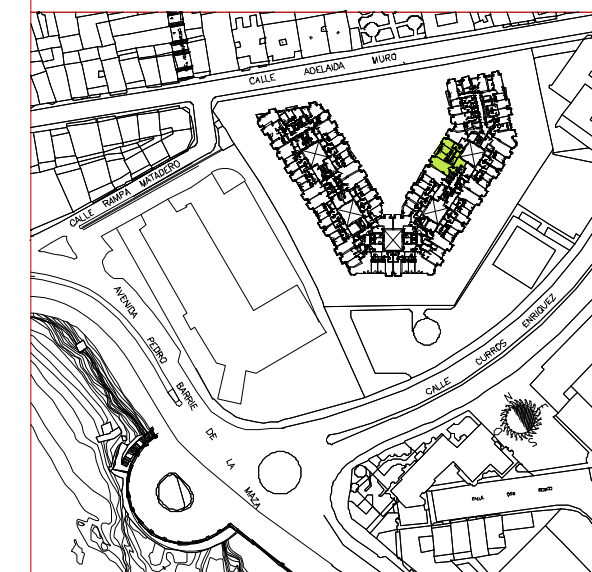 CALLE ADELAIDA MURO
CALLE RAMPA MATADERO
AVENIDA PEDRO BARRIE DE LA MAZA
CALLE CURROS ENRIQUEZ